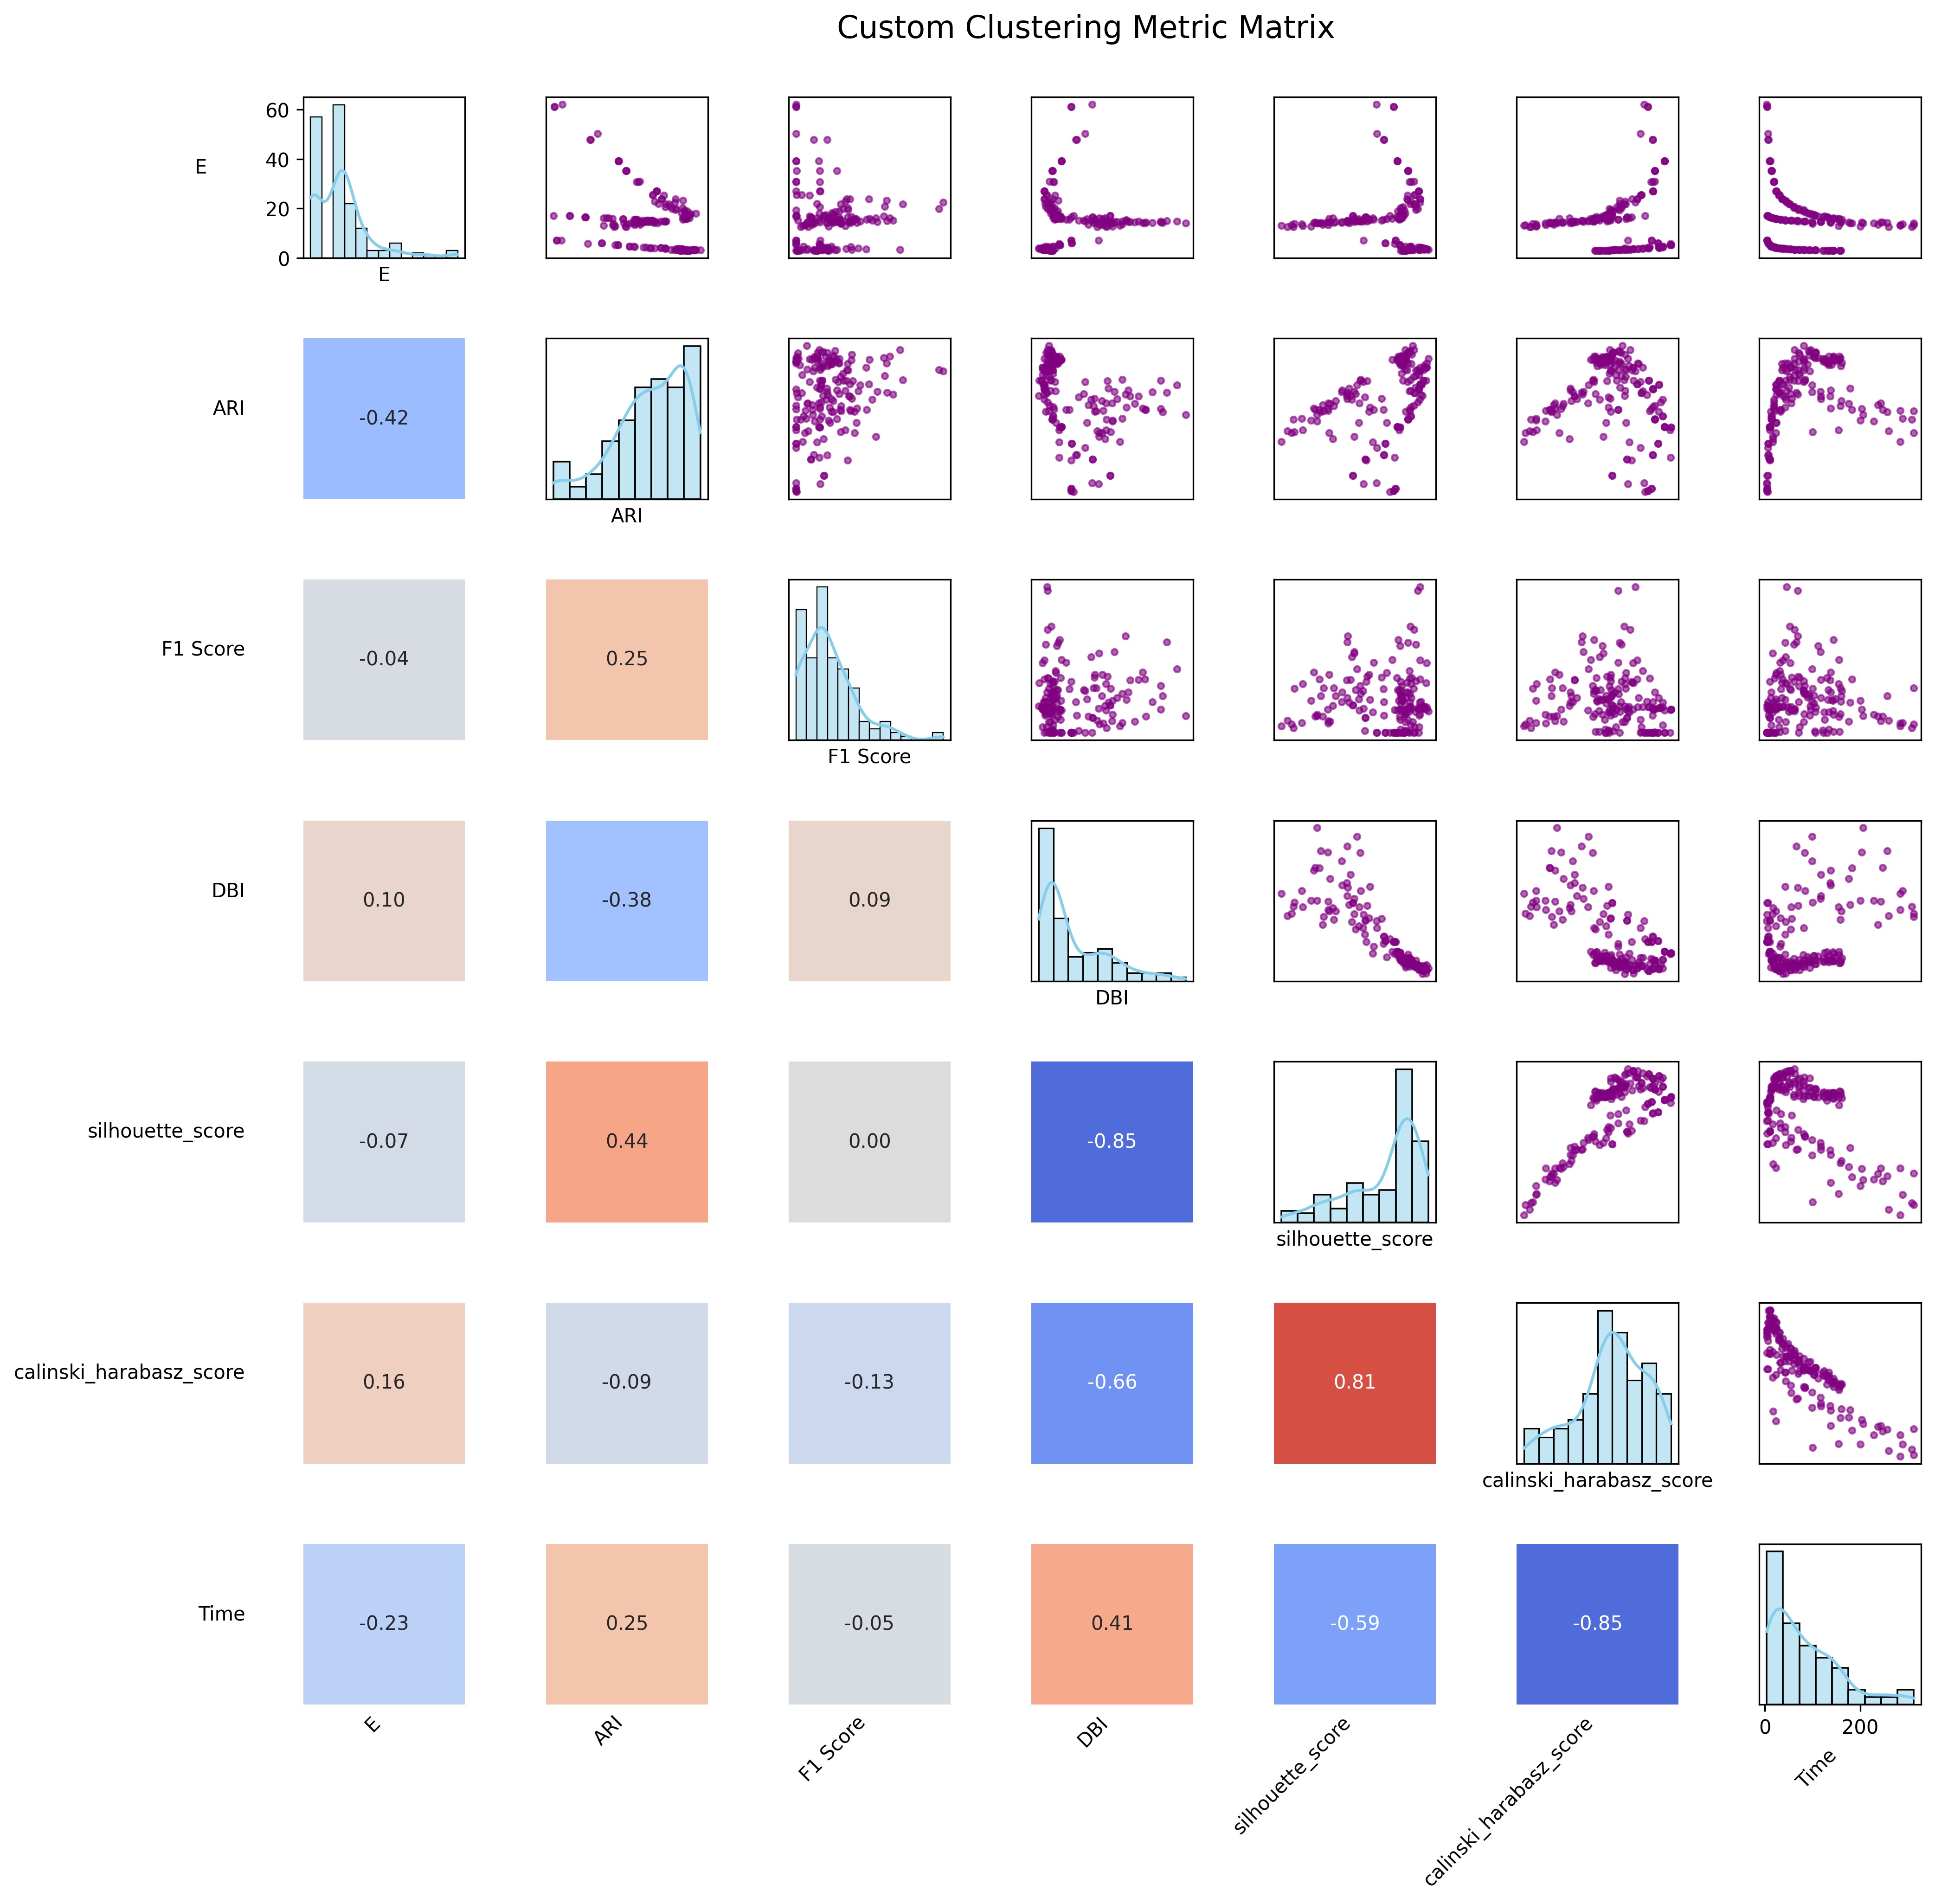 Custom Clustering Metric Matrix
60
40
20
0
E
E
ARI
-0.42
ARI
F1 Score
-0.04
0.25
F1 Score
DBI
0.10
-0.38
0.09
DBI
silhouette_score
-0.07
0.44
0.00
-0.85
silhouette_score
calinski_harabasz_score
0.16
-0.09
-0.13
-0.66
0.81
calinski_harabasz_score
Time
-0.23
0.25
-0.05
0.41
-0.59
-0.85
0
200
E
ARI
F1 Score
DBI
silhouette_score
calinski_harabasz_score
Time